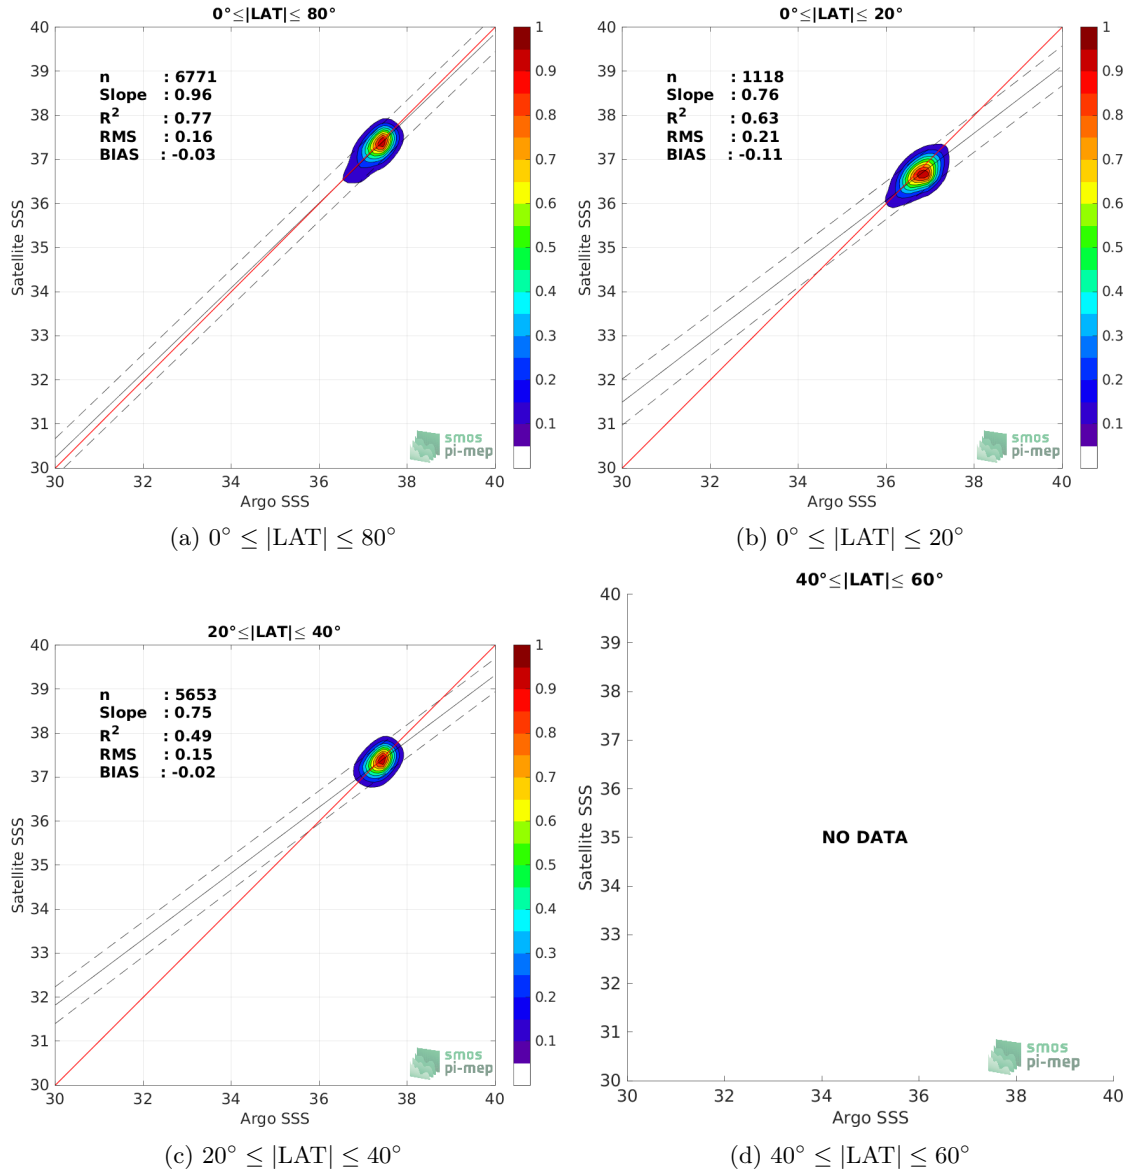 0°≤|LAT|≤ 80°
40
39
38
37
36
35
34
33
32
31
30
Satellite SSS
n : 6771
Slope : 0.96
R² : 0.77
RMS : 0.16
BIAS : -0.03
smos
pi-mep
30 32 34 36 38 40
Argo SSS
1
0.9
0.8
0.7
0.6
0.5
0.4
0.3
0.2
0.1
(a) 0° ≤ |LAT| ≤ 80°
0°≤|LAT|≤ 20°
40
39
38
37
36
35
34
33
32
31
30
Satellite SSS
n : 1118
Slope : 0.76
R² : 0.63
RMS : 0.21
BIAS : -0.11
smos
pi-mep
30 32 34 36 38 40
Argo SSS
1
0.9
0.8
0.7
0.6
0.5
0.4
0.3
0.2
0.1
(b) 0° ≤ |LAT| ≤ 20°
20°≤|LAT|≤ 40°
40
39
38
37
36
35
34
33
32
31
30
Satellite SSS
n : 5653
Slope : 0.75
R² : 0.49
RMS : 0.15
BIAS : -0.02
smos
pi-mep
30 32 34 36 38 40
Argo SSS
1
0.9
0.8
0.7
0.6
0.5
0.4
0.3
0.2
0.1
(c) 20° ≤ |LAT| ≤ 40°
40°≤|LAT|≤ 60°
40
39
38
37
36
35
34
33
32
31
30
Satellite SSS
NO DATA
smos
pi-mep
30 32 34 36 38 40
Argo SSS
(d) 40° ≤ |LAT| ≤ 60°